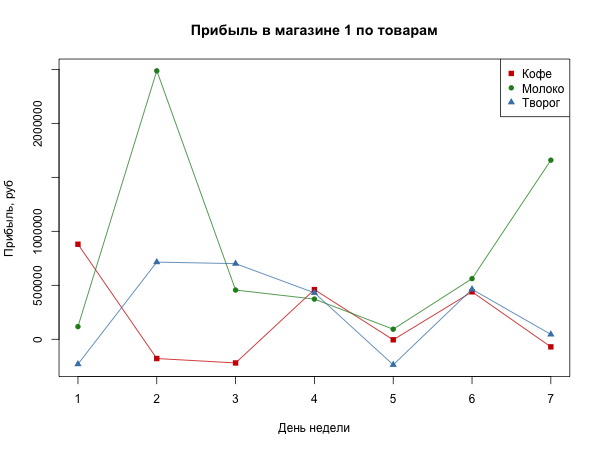 Прибыль в магазине 1 по товарам
Кофе
Молоко
Творог
Прибыль, руб
2000000
1000000
500000
0
1 2 3 4 5 6 7
День недели